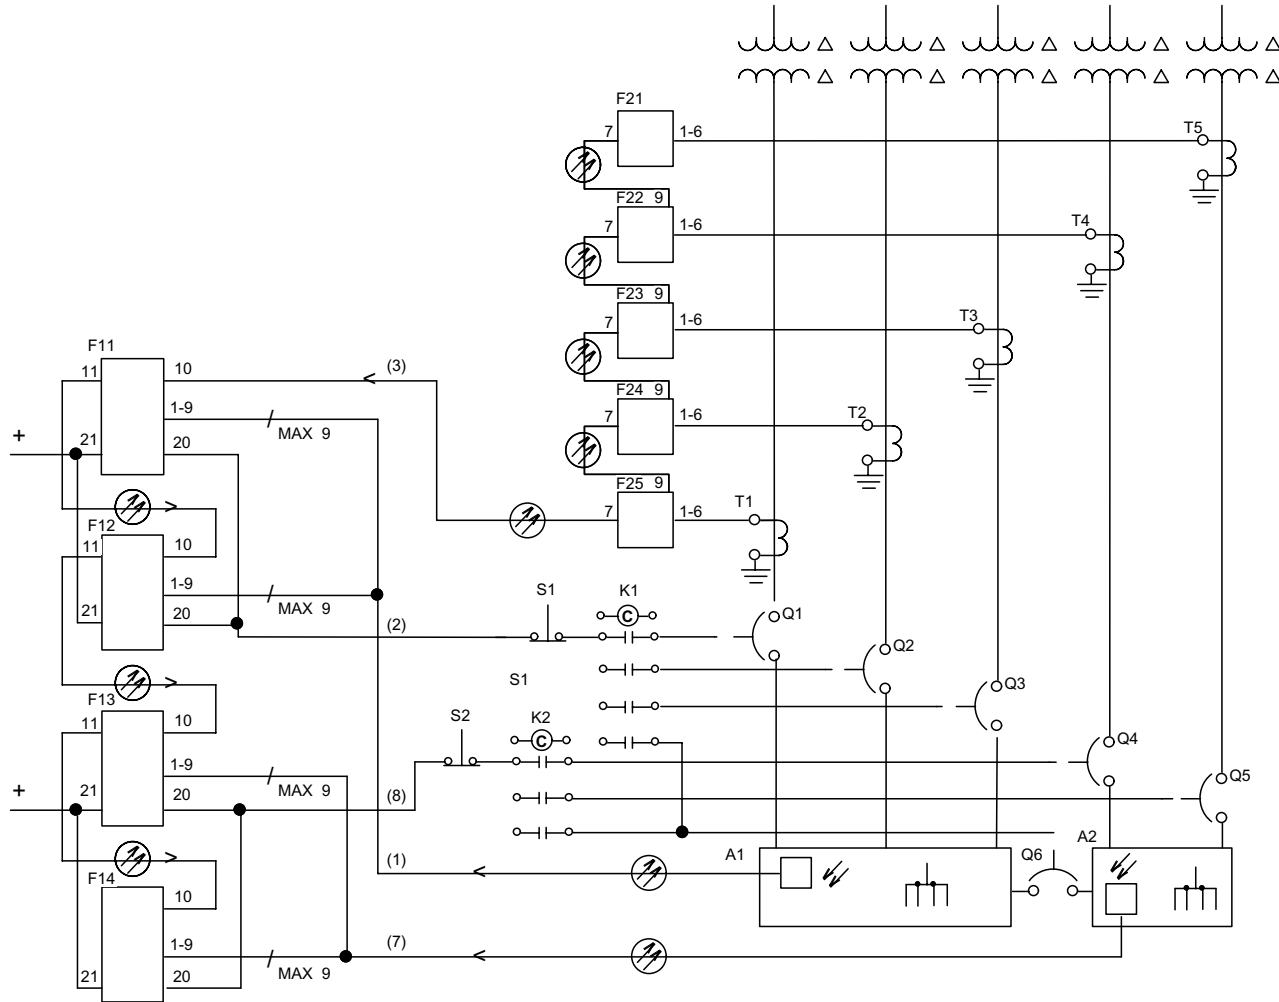 F21
7 1-6 T5
F22 9
7 1-6 T4
F23 9
7 1-6 T3
F11
11 10 (3)
F24 9
7 1-6 T2
1-9
MAX 9
+ 21 20
F25 9
7 1-6 T1
F12
11 10
1-9
MAX 9
S1 K1
C
21 20 (2)
Q1
Q2
S1
Q3
F13
11 10
S2 K2
C
Q4
1-9
MAX 9
Q5
+ 21 20 (8)
A1 Q6 A2
(1)
F14
10
1-9 (7)
MAX 9
21 20